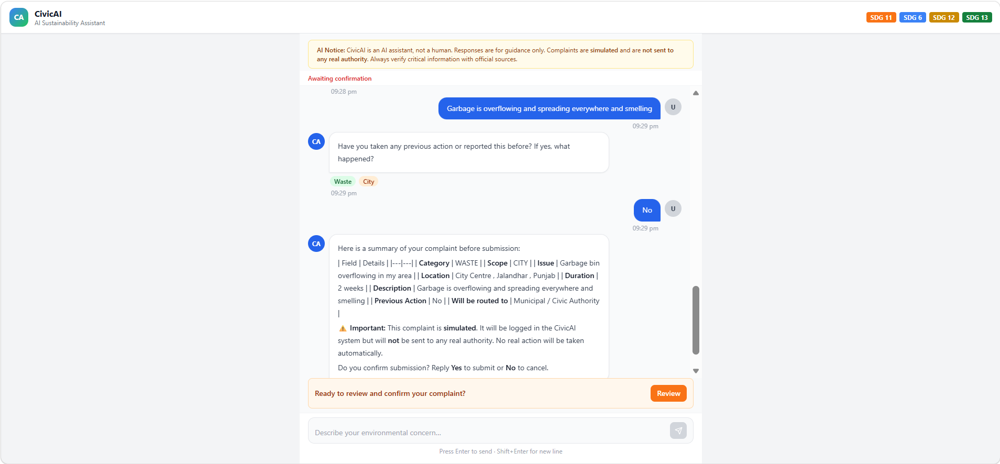 CA
CivicAI
AI Sustainability Assistant
SDG 11
SDG 6
SDG 12
SDG 13
AI Notice: CivicAI is an AI assistant, not a human. Responses are for guidance only. Complaints are simulated and are not sent to
any real authority. Always verify critical information with official sources.
Awaiting confirmation
09:28 pm
Garbage is overflowing and spreading everywhere and smelling
U
09:29 pm
CA
Have you taken any previous action or reported this before? If yes, what
happened?
Waste
City
09:29 pm
No
U
09:29 pm
CA
Here is a summary of your complaint before submission:
| Field | Details | |---|---| | Category | WASTE | | Scope | CITY | | Issue | Garbage bin
overflowing in my area | | Location | City Centre , Jalandhar , Punjab | | Duration |
2 weeks | | Description | Garbage is overflowing and spreading everywhere and
smelling | | Previous Action | No | | Will be routed to | Municipal / Civic Authority
|
⚠️ Important: This complaint is simulated. It will be logged in the CivicAI
system but will not be sent to any real authority. No real action will be taken
automatically.
Do you confirm submission? Reply Yes to submit or No to cancel.
Ready to review and confirm your complaint?
Review
Describe your environmental concern...
Press Enter to send · Shift+Enter for new line